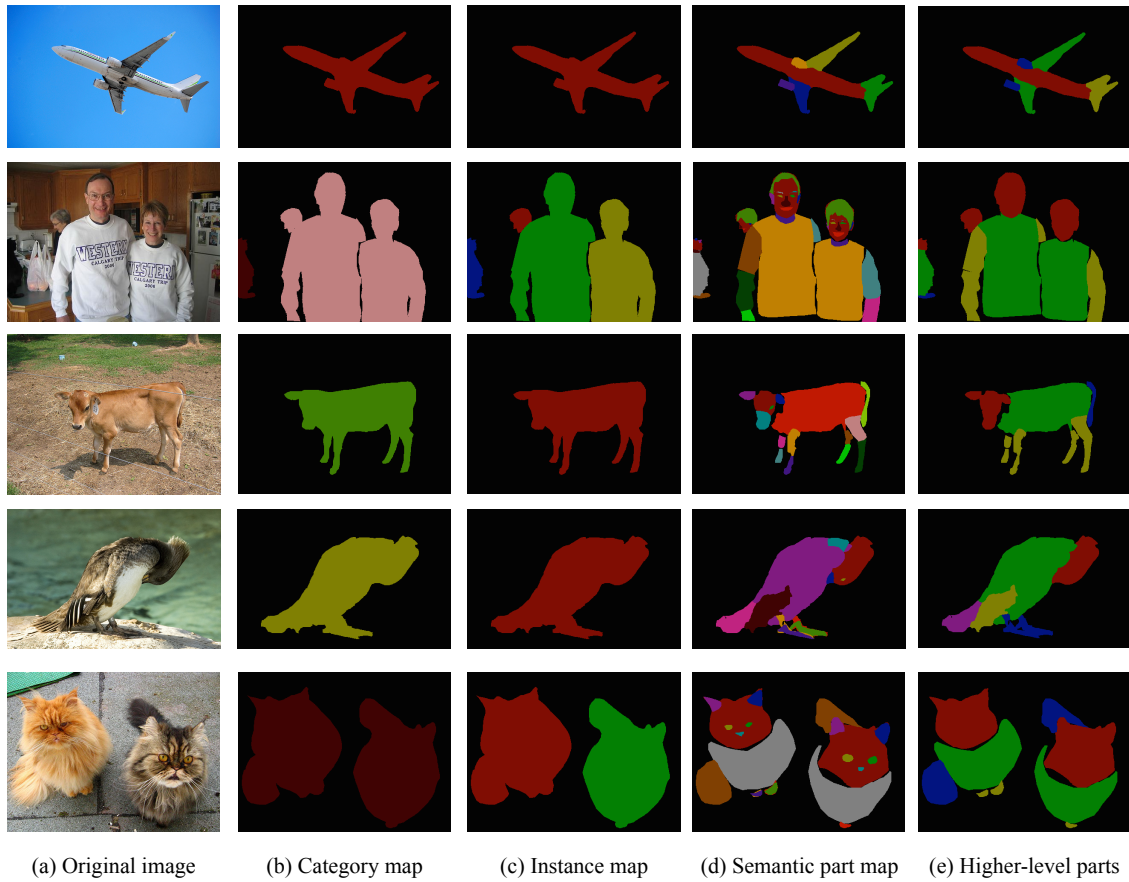 WESTERN
CALGARY TRIP
2006
WESTERN
CALGARY TRIP
2006
(a) Original image
(b) Category map
(c) Instance map
(d) Semantic part map
(e) Higher-level parts